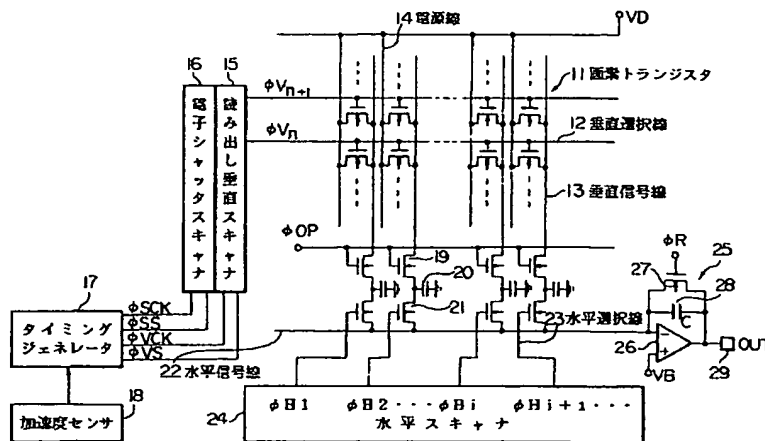 14 電源線
VD
16 15
11 画素トランジスタ
φVn+1
12 垂直選択線
φVn
電子シャッタスキャナ
読み出し垂直スキャナ
13 垂直信号線
φOP
19
φR
25
20
27
28
17
φSCK
21
C
タイミングジェネレータ
φSS
23 水平選択線
26
OUT
φVCK
φVS
22 水平信号線
VB
29
加速度センサ
18
24
φH1 φH2 ・・・ φHi φHi+1 ・・・
水平スキャナ